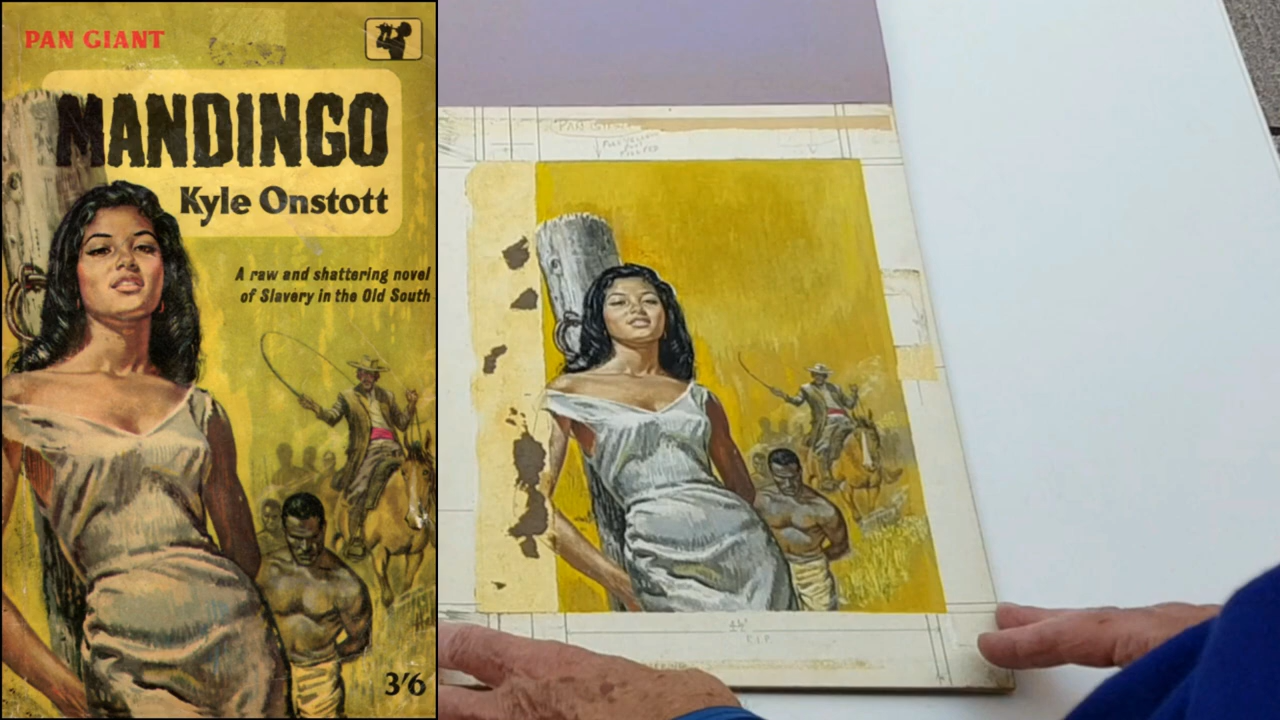 PAN GIANT
MANDINGO
Kyle Onstott
A raw and shattering novel
of Slavery in the Old South
3'6
PAN GIANT